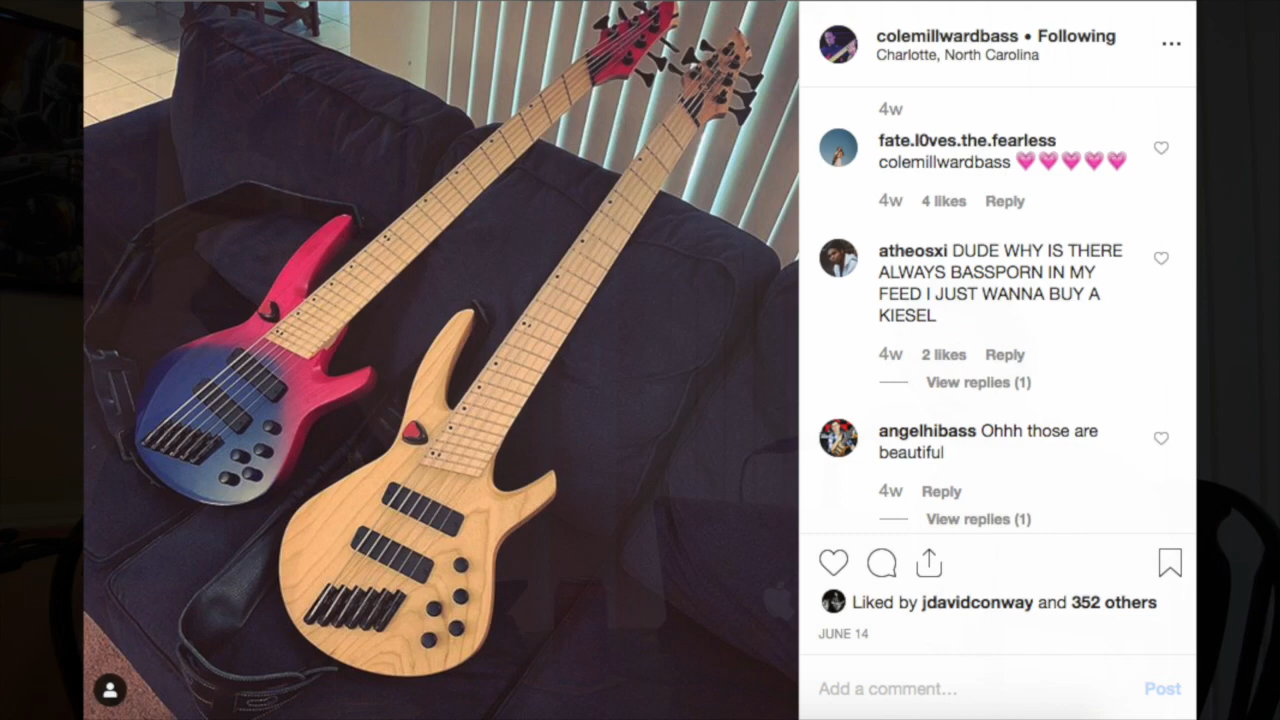 colemillwardbass • Following
Charlotte, North Carolina
4w
fate.l0ves.the.fearless
colemillwardbass 💗💗💗💗💗
4w 4 likes Reply
atheosxi DUDE WHY IS THERE
ALWAYS BASSPORN IN MY
FEED I JUST WANNA BUY A
KIESEL
4w 2 likes Reply
View replies (1)
angelhibass Ohhh those are
beautiful
4w Reply
View replies (1)
Liked by jdavidconway and 352 others
JUNE 14
Add a comment... Post